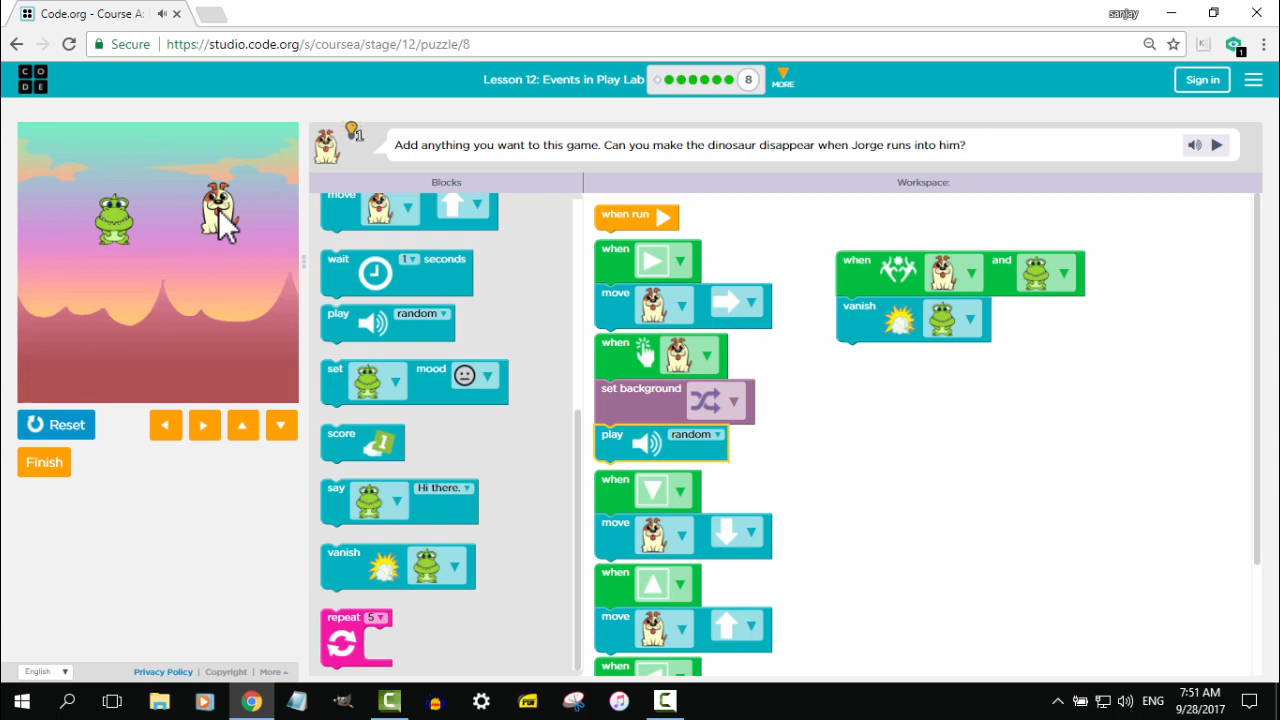 Code.org - Course A:
sanjay
Secure
https://studio.code.org/s/coursea/stage/12/puzzle/8
1
C O
D E
Lesson 12: Events in Play Lab
8
MORE
Sign in
1
Add anything you want to this game. Can you make the dinosaur disappear when Jorge runs into him?
Blocks
Workspace:
move
wait 1 seconds
play random
set mood
score 1
say Hi there.
vanish
repeat 5
when run
when
move
when
set background
play random
when
move
when
move
when
when and
vanish
Reset
Finish
English
Privacy Policy
Copyright
More
ENG
7:51 AM
9/28/2017